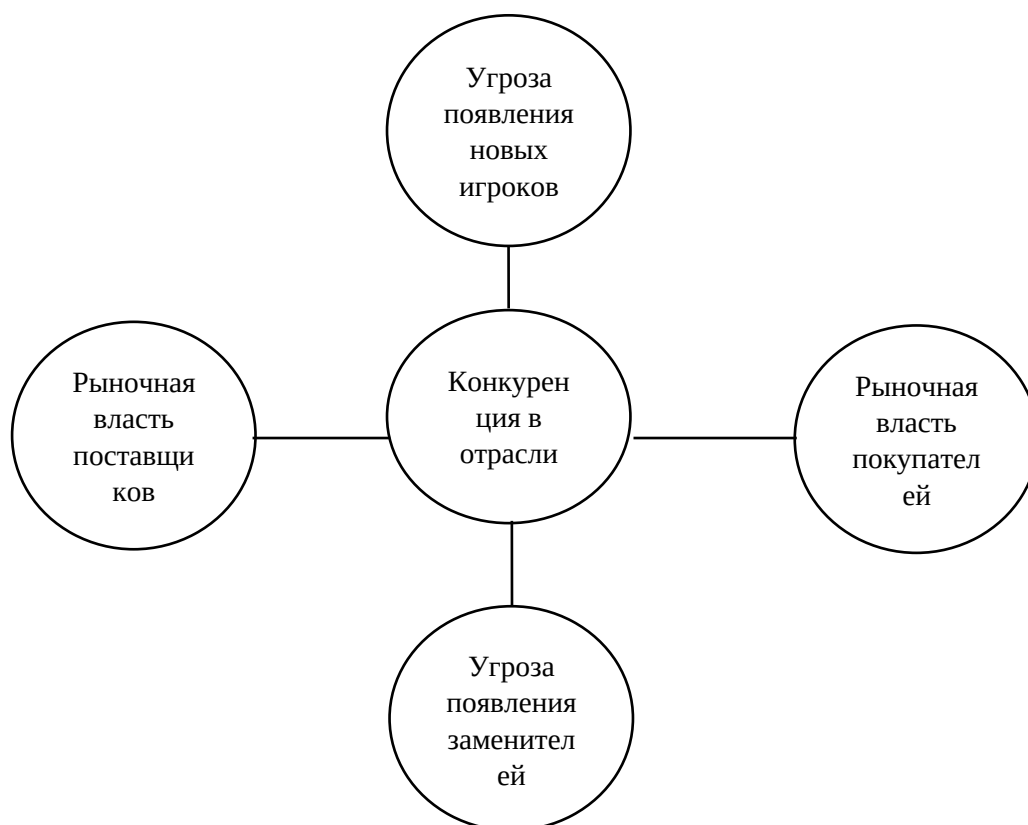 Угроза
появления
новых
игроков
Рыночная
власть
поставщи
ков
Конкурен
ция в
отрасли
Рыночная
власть
покупател
ей
Угроза
появления
заменител
ей